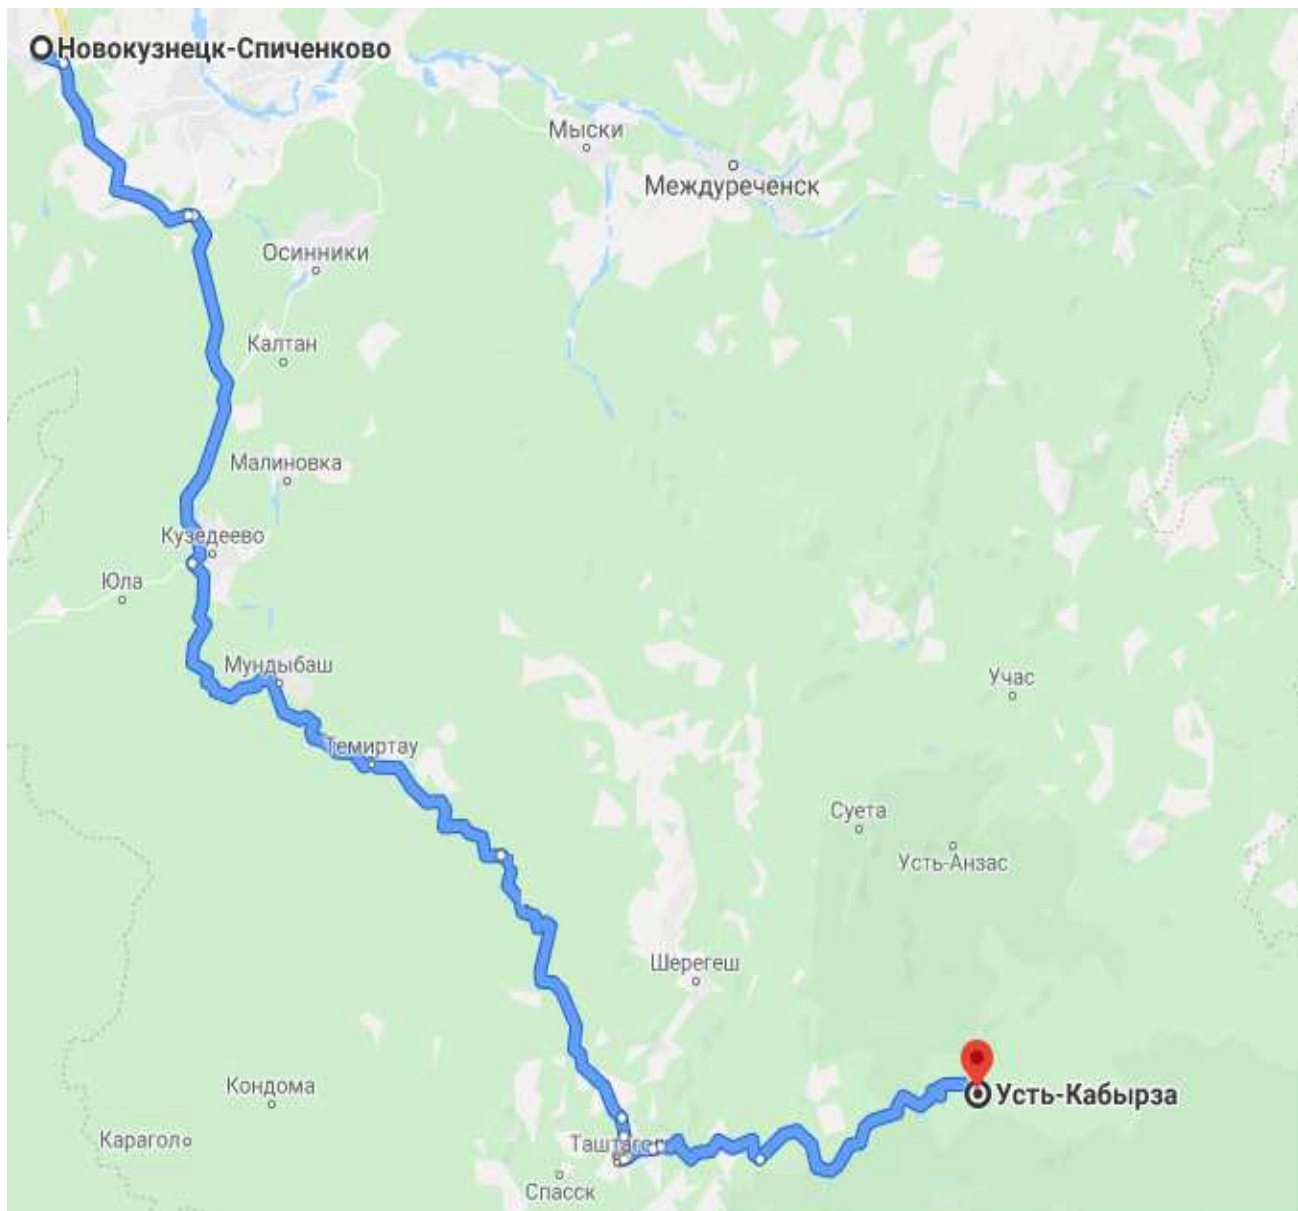 Новокузнецк-Спиченково
Мыски
Междуреченск
Осинники
Калтан
Малиновка
Кузедеево
Юла
Мундыбаш
Учас
Темиртау
Суета
Усть-Анзас
Шерегеш
Кондома
Усть-Кабырза
Карагол
Таштагол
Спасск